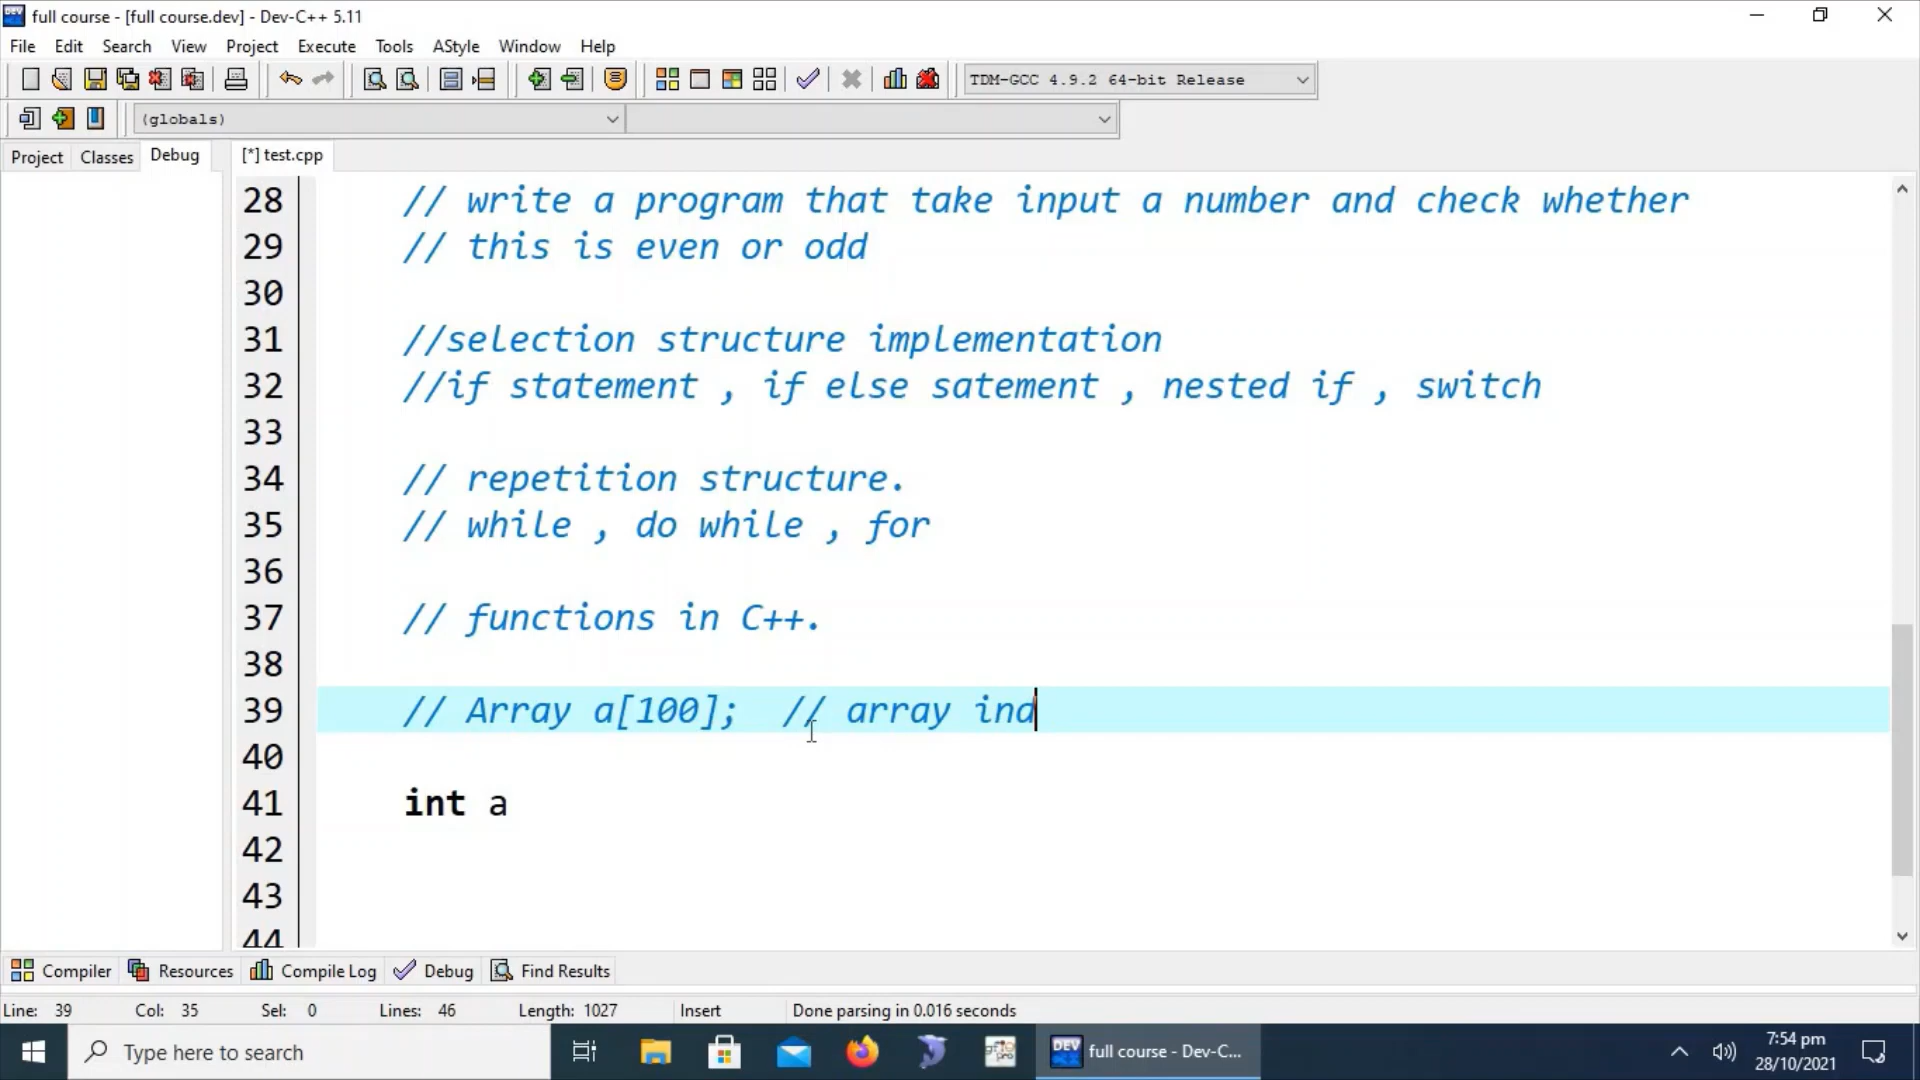 full course - [full course.dev] - Dev-C++ 5.11
File Edit Search View Project Execute Tools AStyle Window Help
TDM-GCC 4.9.2 64-bit Release
(globals)
Project Classes Debug [*] test.cpp
28 // write a program that take input a number and check whether
29 // this is even or odd
30
31 //selection structure implementation
32 //if statement , if else satement , nested if , switch
33
34 // repetition structure.
35 // while , do while , for
36
37 // functions in C++.
38
39 // Array a[100]; // array ind
40
41 int a
42
43
44
Compiler Resources Compile Log Debug Find Results
Line: 39 Col: 35 Sel: 0 Lines: 46 Length: 1027 Insert Done parsing in 0.016 seconds
Type here to search
DEV full course - Dev-C...
7:54 pm
28/10/2021